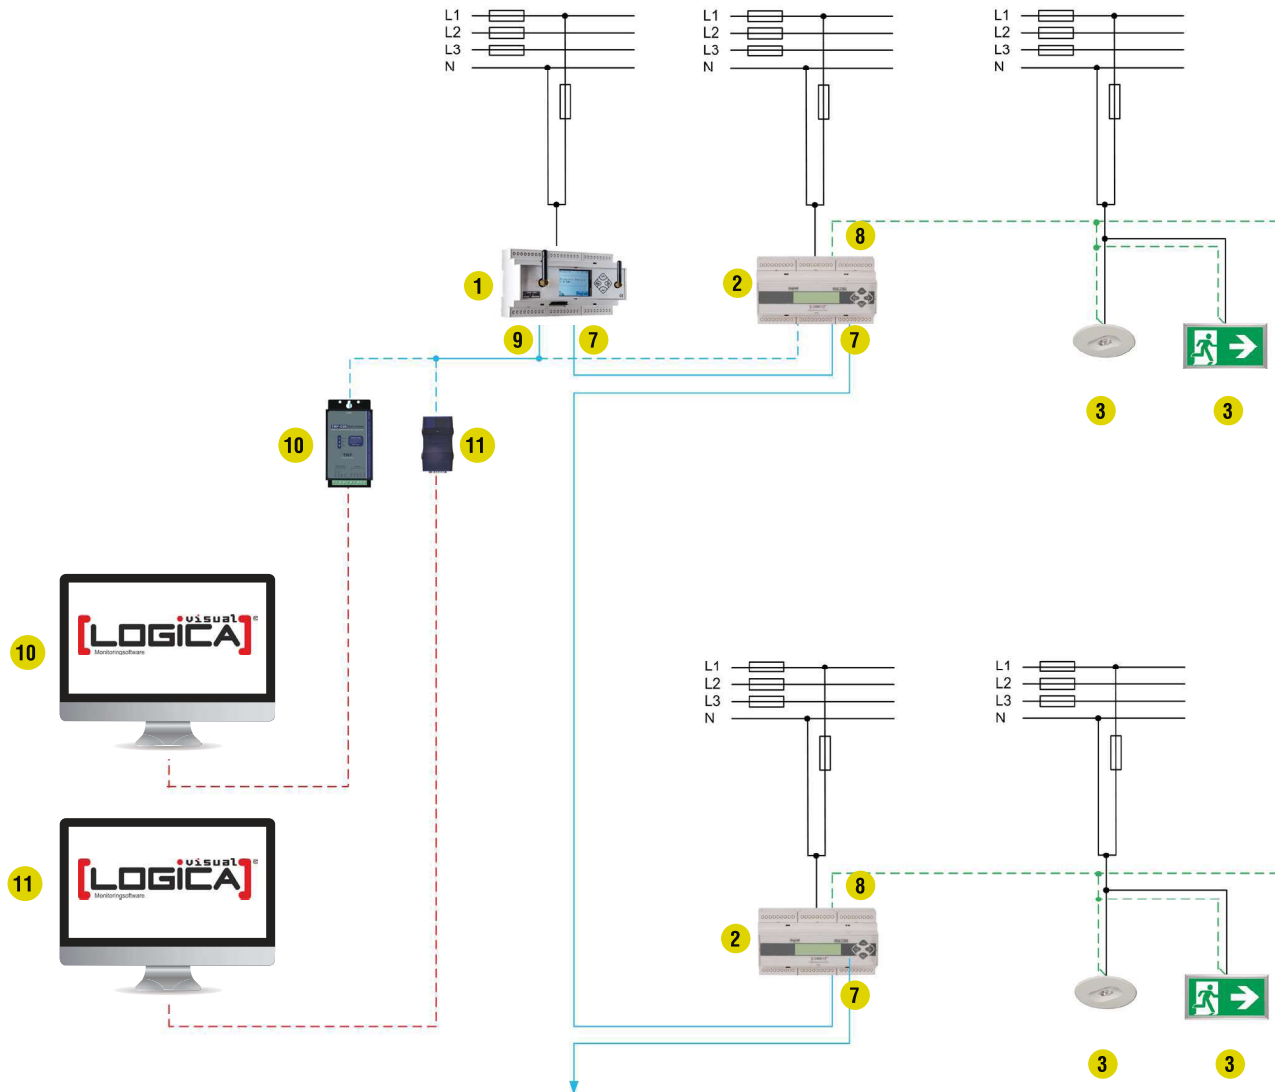 L1 L1 L1
L2 L2 L2
L3 L3 L3
N N N
8
1
2
9 7 7
3 3
10 11
visual
[LOGiCA]®
Monitoringsoftware
10
L1 L1
L2 L2
L3 L3
N N
visual
[LOGiCA]®
Monitoringsoftware
11
8
2
7
3 3